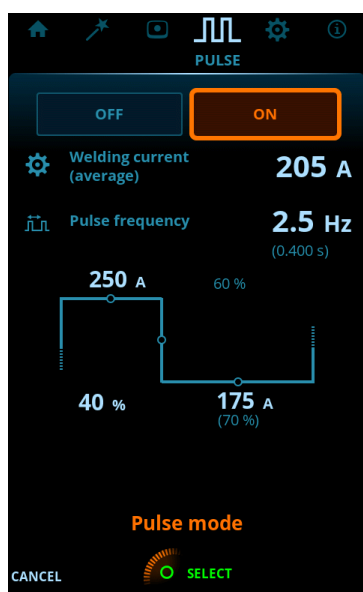 PULSE
OFF ON
Welding current
(average)
205 A
Pulse frequency
2.5 Hz
(0.400 s)
250 A 60 %
40 % 175 A
(70 %)
Pulse mode
CANCEL SELECT